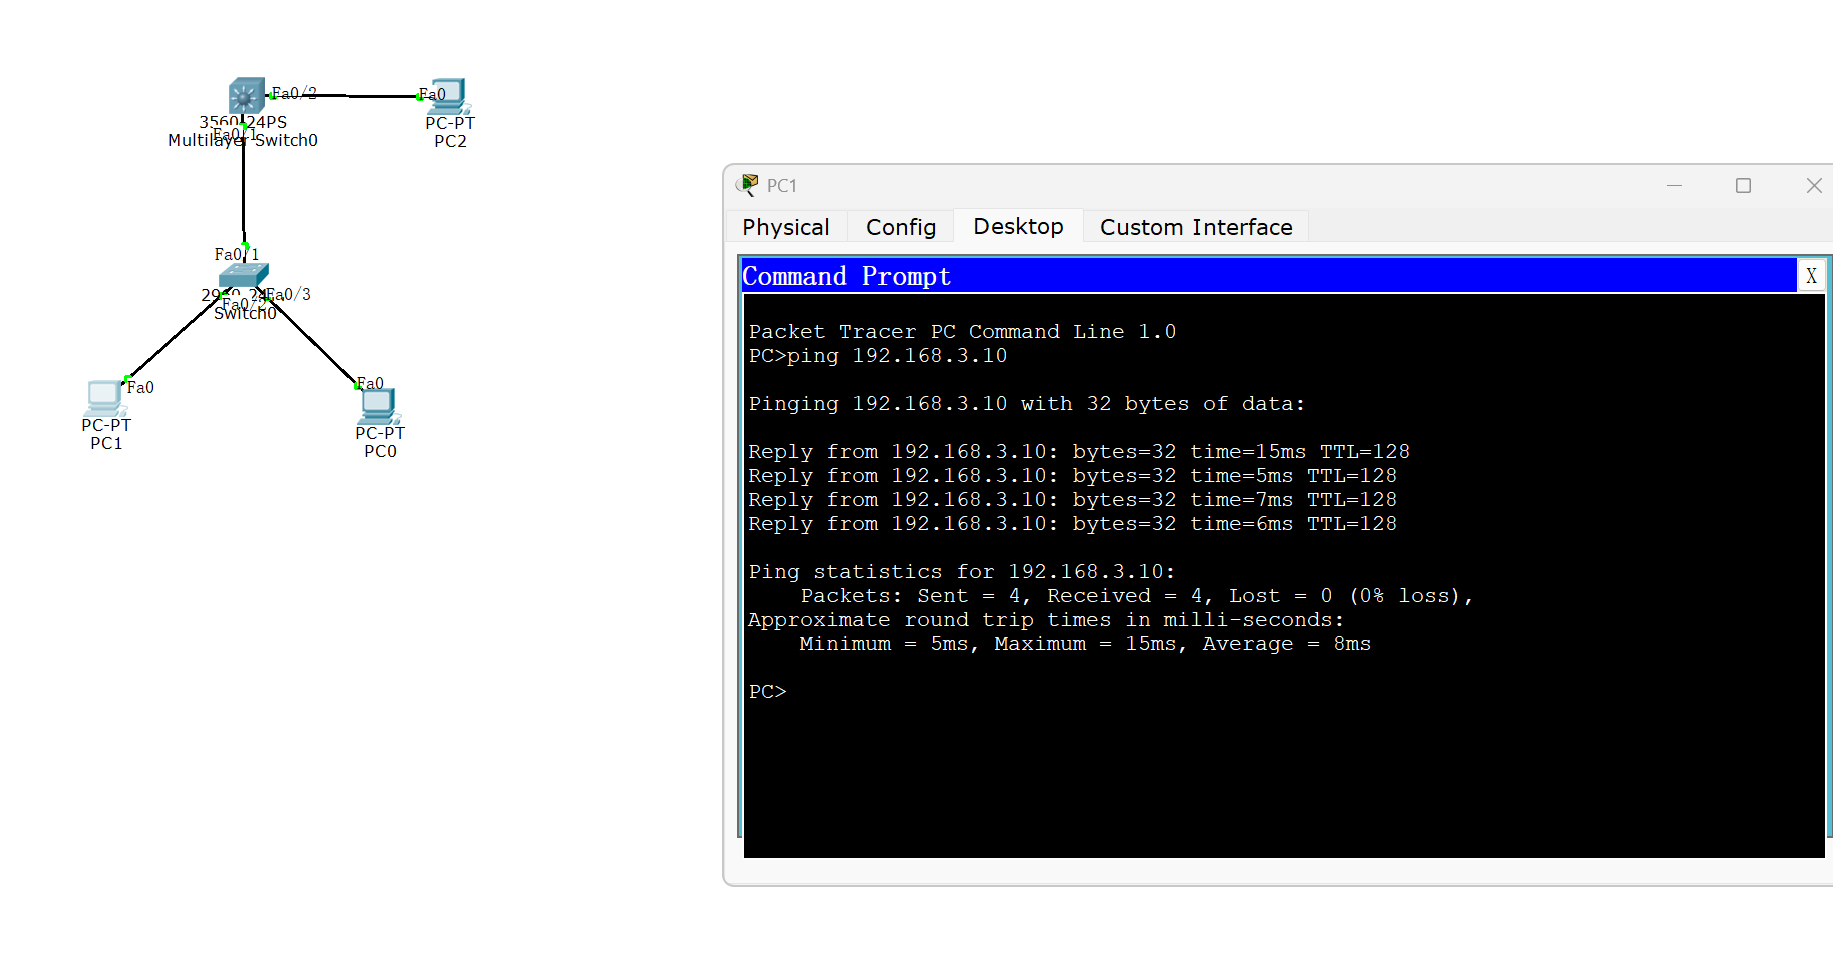 Fa0/2
Fa0
3560-24PS
Fa0/1
Multilayer Switch0
PC-PT
PC2
Fa0/1
Fa0/3
Fa0/2
Switch0
Fa0
PC-PT
PC1
Fa0
PC-PT
PC0
PC1
Physical
Config
Desktop
Custom Interface
Command Prompt
X
Packet Tracer PC Command Line 1.0
PC>ping 192.168.3.10
Pinging 192.168.3.10 with 32 bytes of data:
Reply from 192.168.3.10: bytes=32 time=15ms TTL=128
Reply from 192.168.3.10: bytes=32 time=5ms TTL=128
Reply from 192.168.3.10: bytes=32 time=7ms TTL=128
Reply from 192.168.3.10: bytes=32 time=6ms TTL=128
Ping statistics for 192.168.3.10:
Packets: Sent = 4, Received = 4, Lost = 0 (0% loss),
Approximate round trip times in milli-seconds:
Minimum = 5ms, Maximum = 15ms, Average = 8ms
PC>